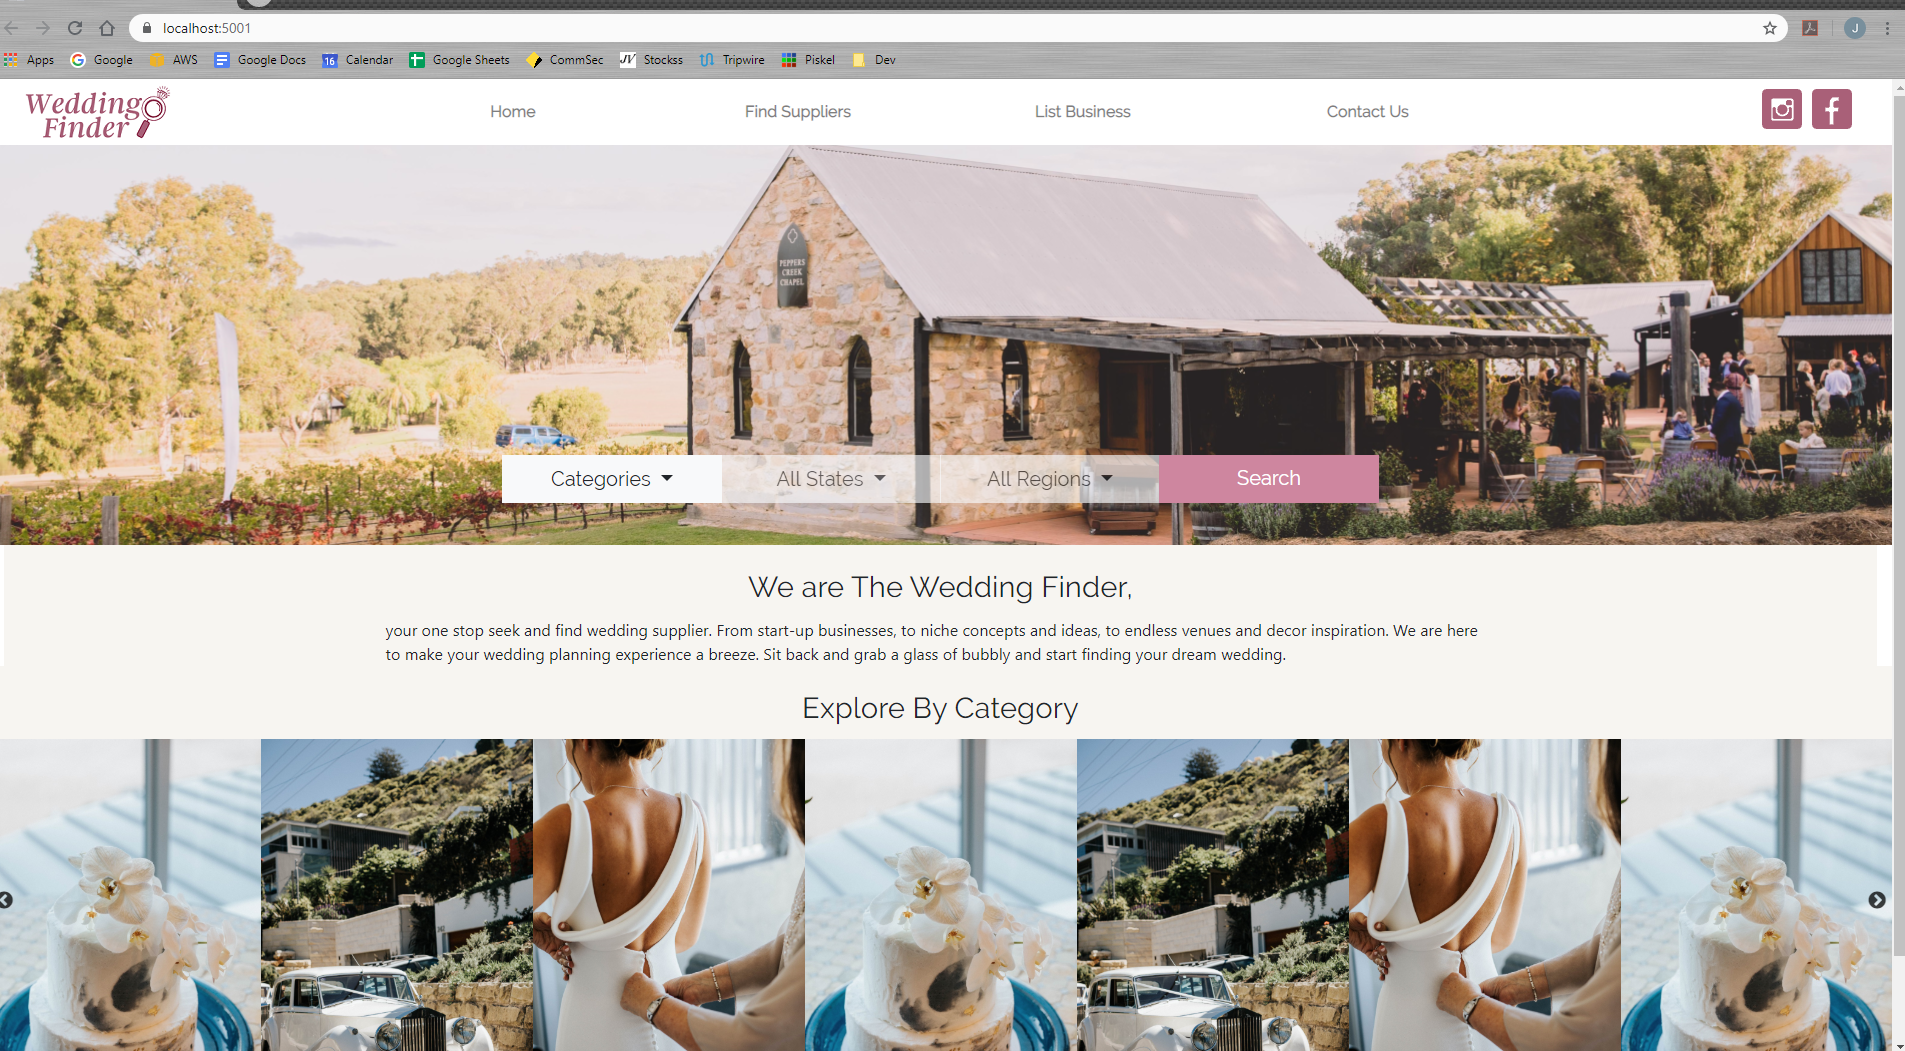 localhost:5001
J
Apps Google AWS Google Docs 16 Calendar Google Sheets CommSec JV Stockss Tripwire Piskel Dev
Wedding
Finder
Home Find Suppliers List Business Contact Us
PEPPERS
CREEK
CHAPEL
Categories All States All Regions Search
We are The Wedding Finder,
your one stop seek and find wedding supplier. From start-up businesses, to niche concepts and ideas, to endless venues and decor inspiration. We are here
to make your wedding planning experience a breeze. Sit back and grab a glass of bubbly and start finding your dream wedding.
Explore By Category